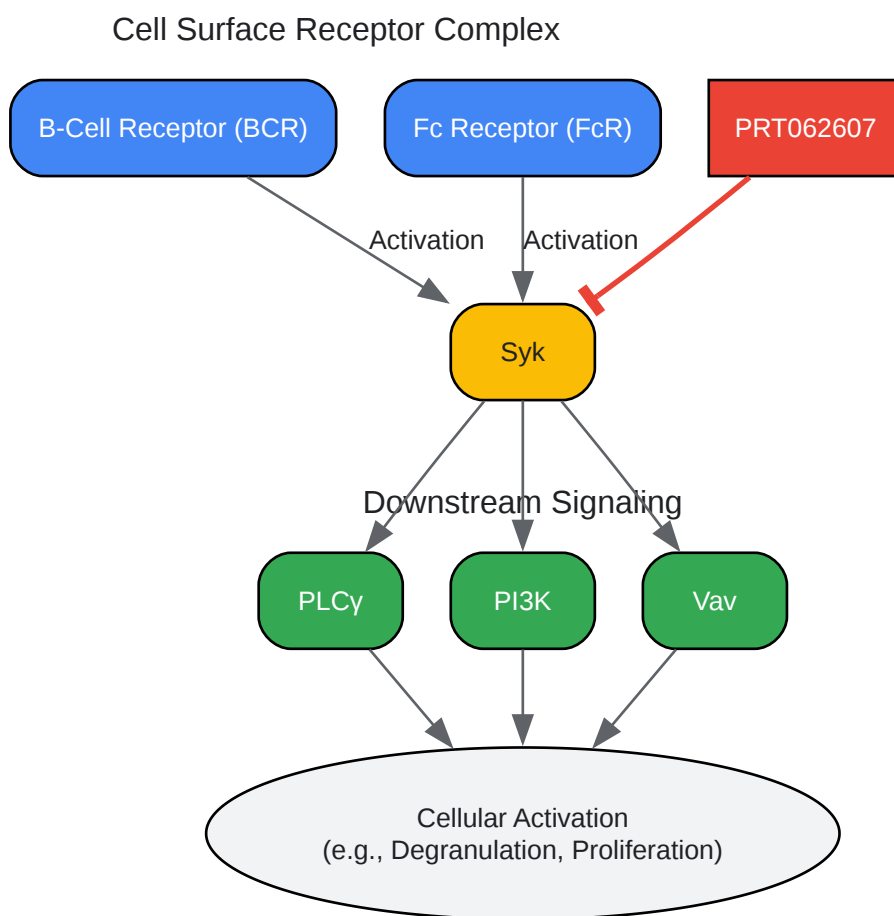 Cell Surface Receptor Complex
B-Cell Receptor (BCR)
Fc Receptor (FcR)
PRT062607
Activation
Activation
Syk
Downstream Signaling
PLCγ
PI3K
Vav
Cellular Activation
(e.g., Degranulation, Proliferation)